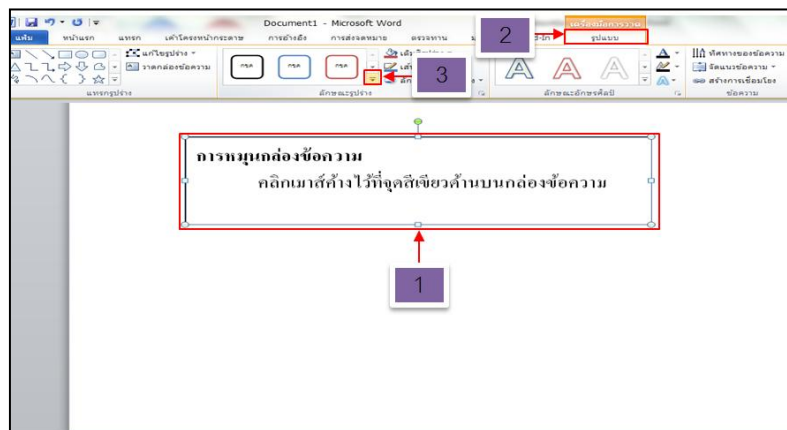 Document1 - Microsoft Word
เครื่องมือการวาด
แฟ้ม หน้าแรก แทรก เค้าโครงหน้ากระดาษ การอ้างอิง การส่งจดหมาย ตรวจทาน 2 รูปแบบ
แก้ไขรูปร่าง
วาดกล่องข้อความ
กขค กขค กขค
3
A A A
ทิศทางของข้อความ
จัดแนวข้อความ
สร้างการเชื่อมโยง
แทรกรูปร่าง ลักษณะรูปร่าง ลักษณะอักษรศิลป์ ข้อความ
การหมุนกล่องข้อความ
คลิกเมาส์ค้างไว้ที่จุดสีเขียวด้านบนกล่องข้อความ
1